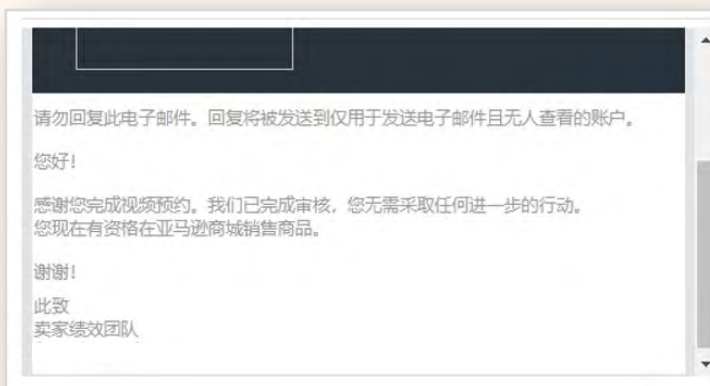 请勿回复此电子邮件。回复将被发送到仅用于发送电子邮件且无人查看的账户。
您好！
感谢您完成视频预约。我们已完成审核，您无需采取任何进一步的行动。
您现在有资格在亚马逊商城销售商品。
谢谢！
此致
卖家绩效团队